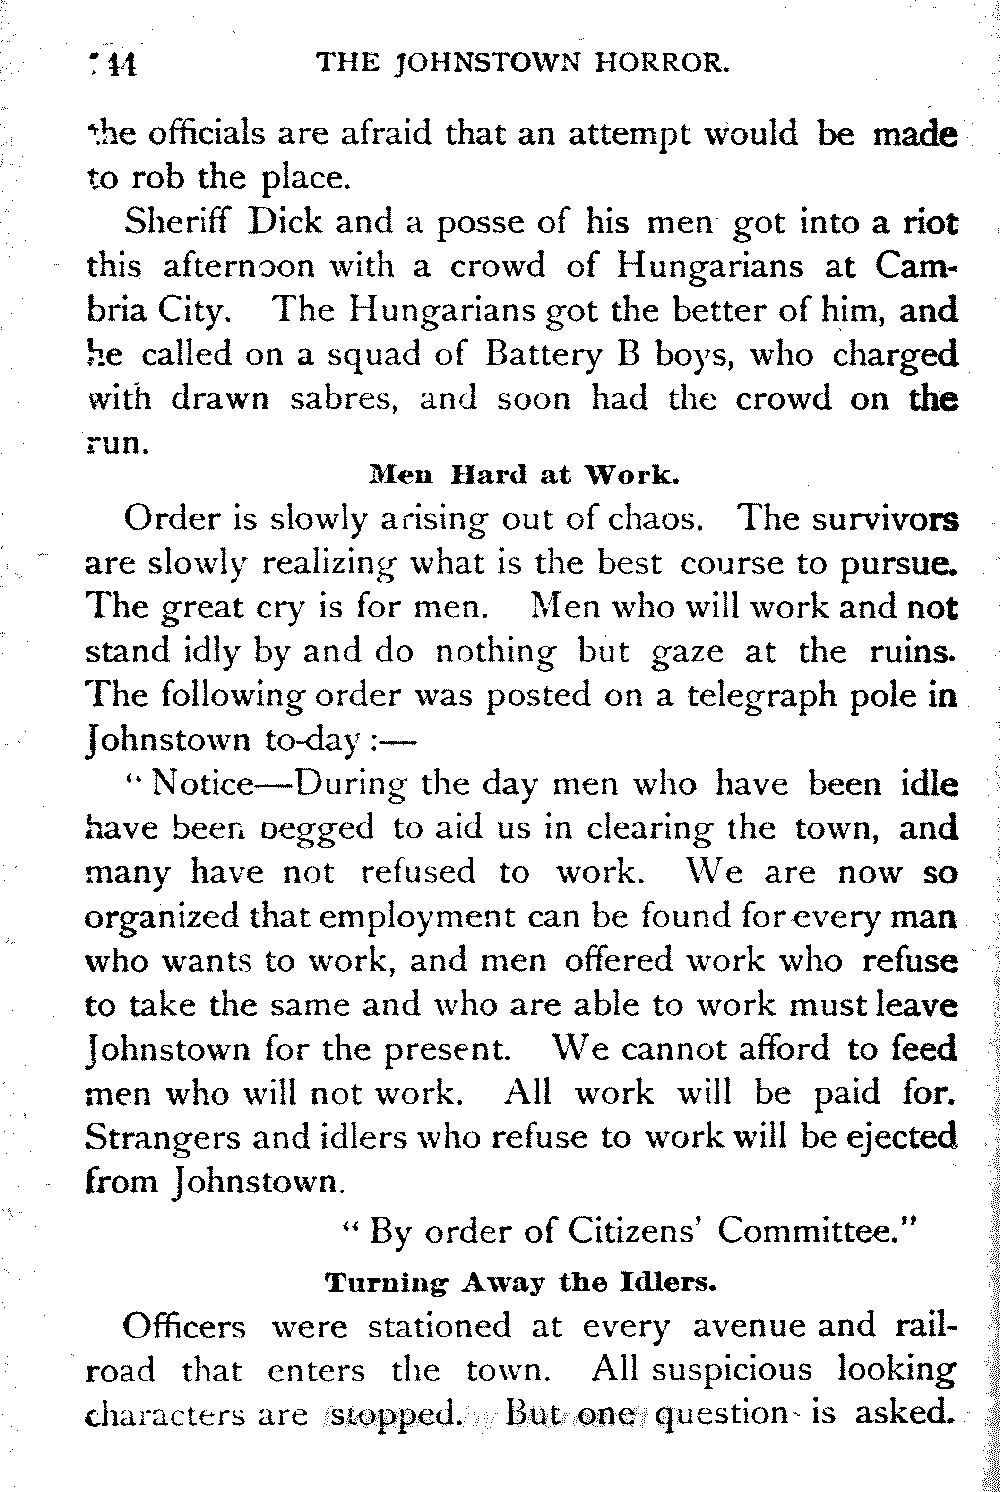 144 THE JOHNSTOWN HORROR.
the officials are afraid that an attempt would be made
to rob the place.
Sheriff Dick and a posse of his men got into a riot
this afternoon with a crowd of Hungarians at Cam-
bria City. The Hungarians got the better of him, and
he called on a squad of Battery B boys, who charged
with drawn sabres, and soon had the crowd on the
run.
Men Hard at Work.
Order is slowly arising out of chaos. The survivors
are slowly realizing what is the best course to pursue.
The great cry is for men. Men who will work and not
stand idly by and do nothing but gaze at the ruins.
The following order was posted on a telegraph pole in
Johnstown to-day :—
“ Notice—During the day men who have been idle
have been begged to aid us in clearing the town, and
many have not refused to work. We are now so
organized that employment can be found for every man
who wants to work, and men offered work who refuse
to take the same and who are able to work must leave
Johnstown for the present. We cannot afford to feed
men who will not work. All work will be paid for.
Strangers and idlers who refuse to work will be ejected
from Johnstown.
“ By order of Citizens’ Committee.”
Turning Away the Idlers.
Officers were stationed at every avenue and rail-
road that enters the town. All suspicious looking
characters are stopped. But one question is asked.